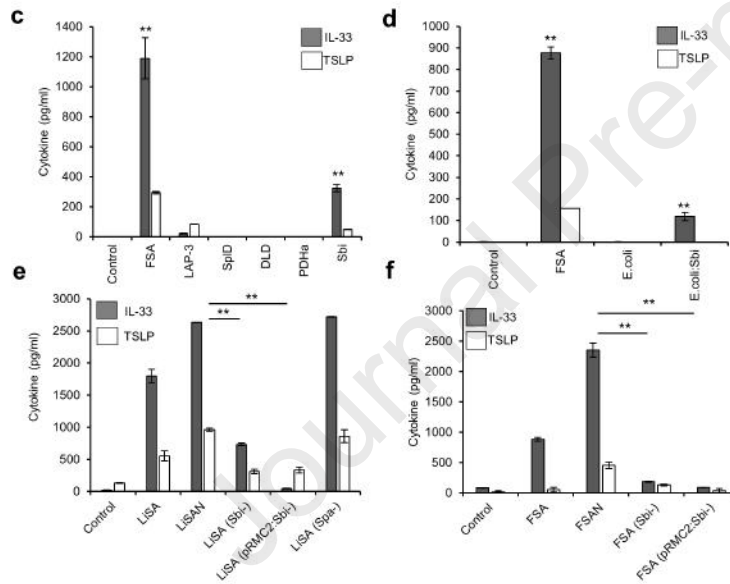 c
1400
1200
1000
800
600
400
200
0
Cytokine (pg/ml)
IL-33
TSLP
**
**
Control
FSA
LAP-3
SplD
DLD
PDHa
Sbi
d
1000
900
800
700
600
500
400
300
200
100
0
Cytokine (pg/ml)
IL-33
TSLP
**
**
Control
FSA
E.coli
E.coli:Sbi
e
3000
2500
2000
1500
1000
500
0
Cytokine (pg/ml)
IL-33
TSLP
**
**
Control
LiSA
LiSAN
LiSA (Sbi-)
LiSA (pRMC2:Sbi-)
LiSA (Spa-)
f
3000
2500
2000
1500
1000
500
0
Cytokine (pg/ml)
IL-33
TSLP
**
**
Control
FSA
FSAN
FSA (Sbi-)
FSA (pRMC2:Sbi-)
Journal Pre-p